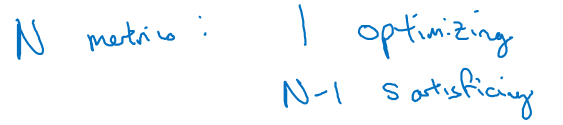 N metrics: 1 optimizing
N-1 satisficing